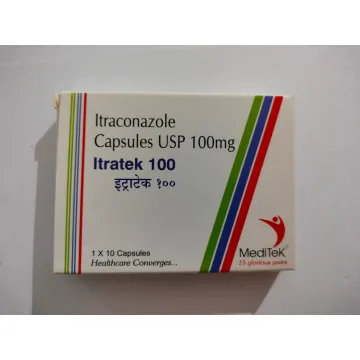 Itraconazole
Capsules USP 100mg
Itratek 100
इट्राटेक १००
1 X 10 Capsules
Healthcare Converges...
MediTek
15 glorious years